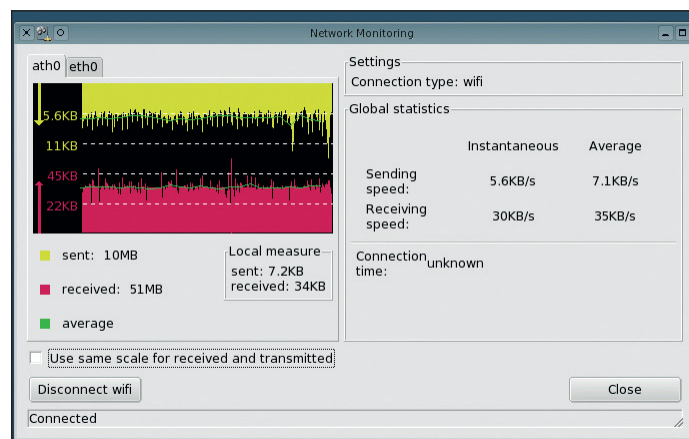 Network Monitoring
ath0 eth0
5.6KB
11KB
45KB
22KB
sent: 10MB
received: 51MB
average
Local measure
sent: 7.2KB
received: 34KB
Use same scale for received and transmitted
Disconnect wifi
Settings
Connection type: wifi
Global statistics
Instantaneous Average
Sending
speed: 5.6KB/s 7.1KB/s
Receiving
speed: 30KB/s 35KB/s
Connection
time: unknown
Close
Connected